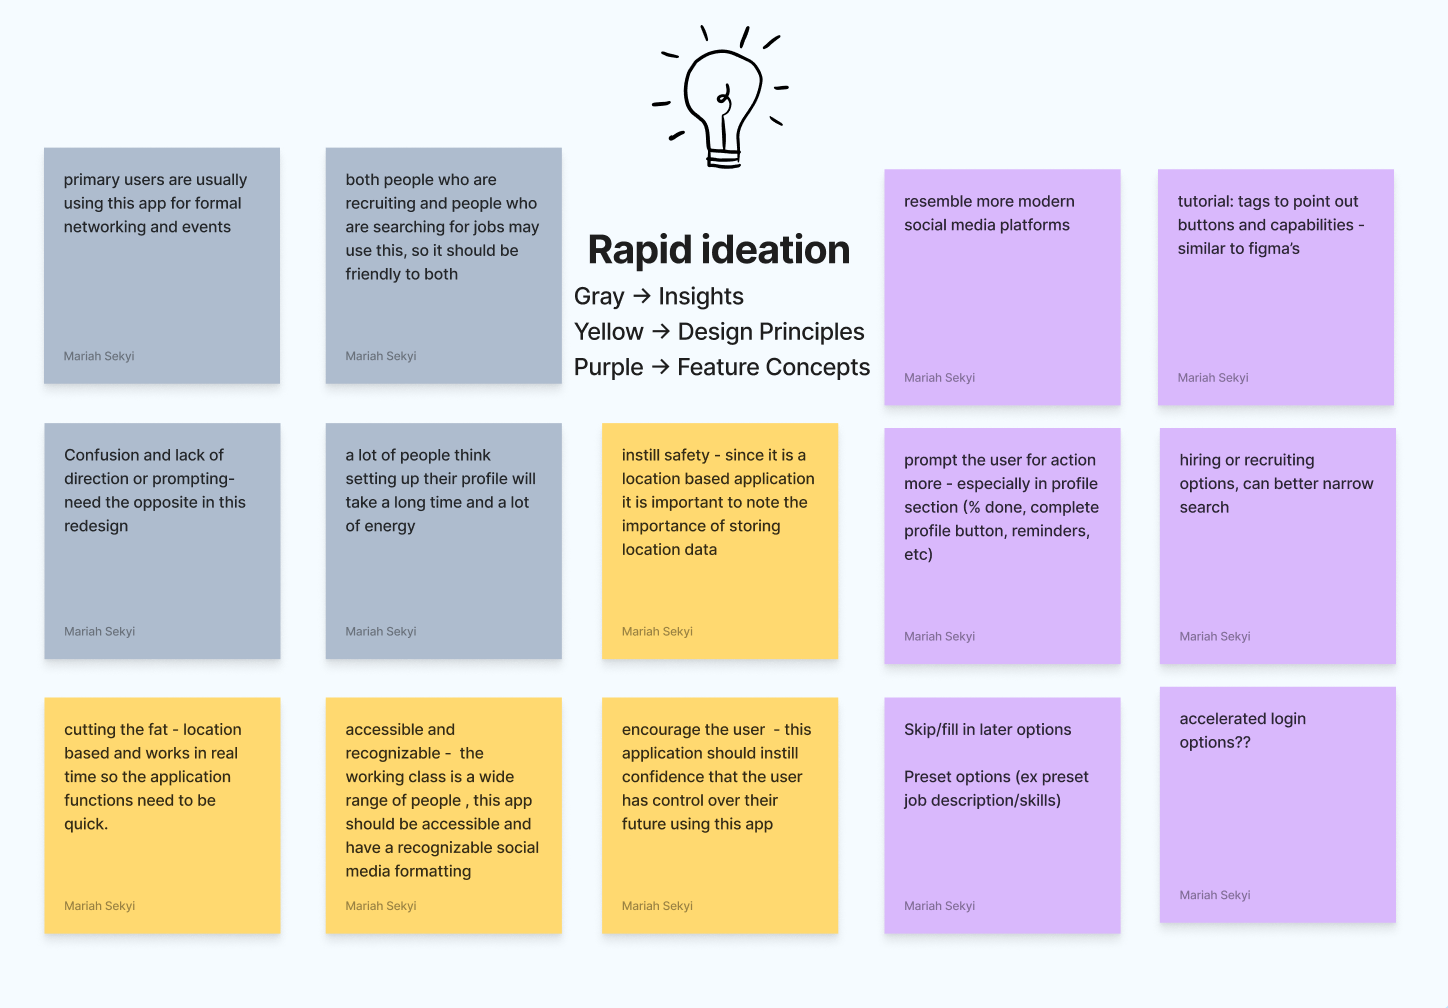 primary users are usually
using this app for formal
networking and events
Mariah Sekyi
both people who are
recruiting and people who
are searching for jobs may
use this, so it should be
friendly to both
Mariah Sekyi
Rapid ideation
Gray → Insights
Yellow → Design Principles
Purple → Feature Concepts
resemble more modern
social media platforms
Mariah Sekyi
tutorial: tags to point out
buttons and capabilities -
similar to figma’s
Mariah Sekyi
Confusion and lack of
direction or prompting-
need the opposite in this
redesign
Mariah Sekyi
a lot of people think
setting up their profile will
take a long time and a lot
of energy
Mariah Sekyi
instill safety - since it is a
location based application
it is important to note the
importance of storing
location data
Mariah Sekyi
prompt the user for action
more - especially in profile
section (% done, complete
profile button, reminders,
etc)
Mariah Sekyi
hiring or recruiting
options, can better narrow
search
Mariah Sekyi
cutting the fat - location
based and works in real
time so the application
functions need to be
quick.
Mariah Sekyi
accessible and
recognizable -  the
working class is a wide
range of people , this app
should be accessible and
have a recognizable social
media formatting
Mariah Sekyi
encourage the user  - this
application should instill
confidence that the user
has control over their
future using this app
Mariah Sekyi
Skip/fill in later options
Preset options (ex preset
job description/skills)
Mariah Sekyi
accelerated login
options??
Mariah Sekyi